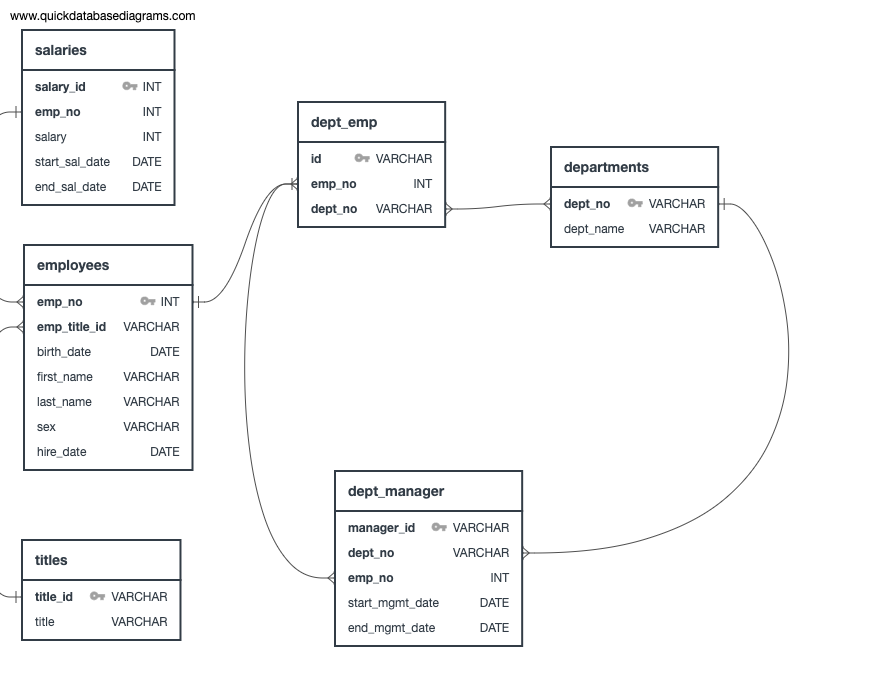 www.quickdatabasediagrams.com
salaries
salary_id INT
emp_no INT
salary INT
start_sal_date DATE
end_sal_date DATE
dept_emp
id VARCHAR
emp_no INT
dept_no VARCHAR
departments
dept_no VARCHAR
dept_name VARCHAR
employees
emp_no INT
emp_title_id VARCHAR
birth_date DATE
first_name VARCHAR
last_name VARCHAR
sex VARCHAR
hire_date DATE
dept_manager
manager_id VARCHAR
dept_no VARCHAR
emp_no INT
start_mgmt_date DATE
end_mgmt_date DATE
titles
title_id VARCHAR
title VARCHAR